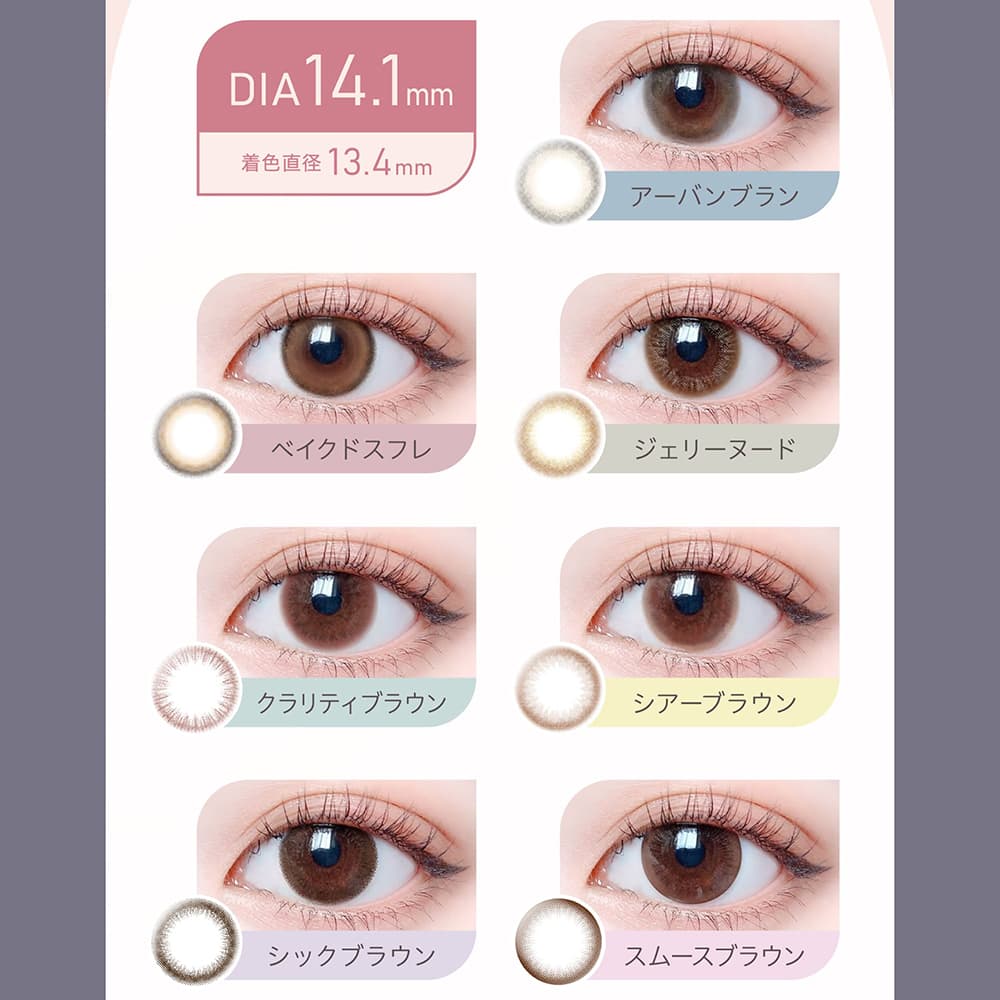 DIA14.1mm
着色直径 13.4mm
アーバンブラン
ベイクドスフレ
ジェリーヌード
クラリティブラウン
シアーブラウン
シックブラウン
スムースブラウン